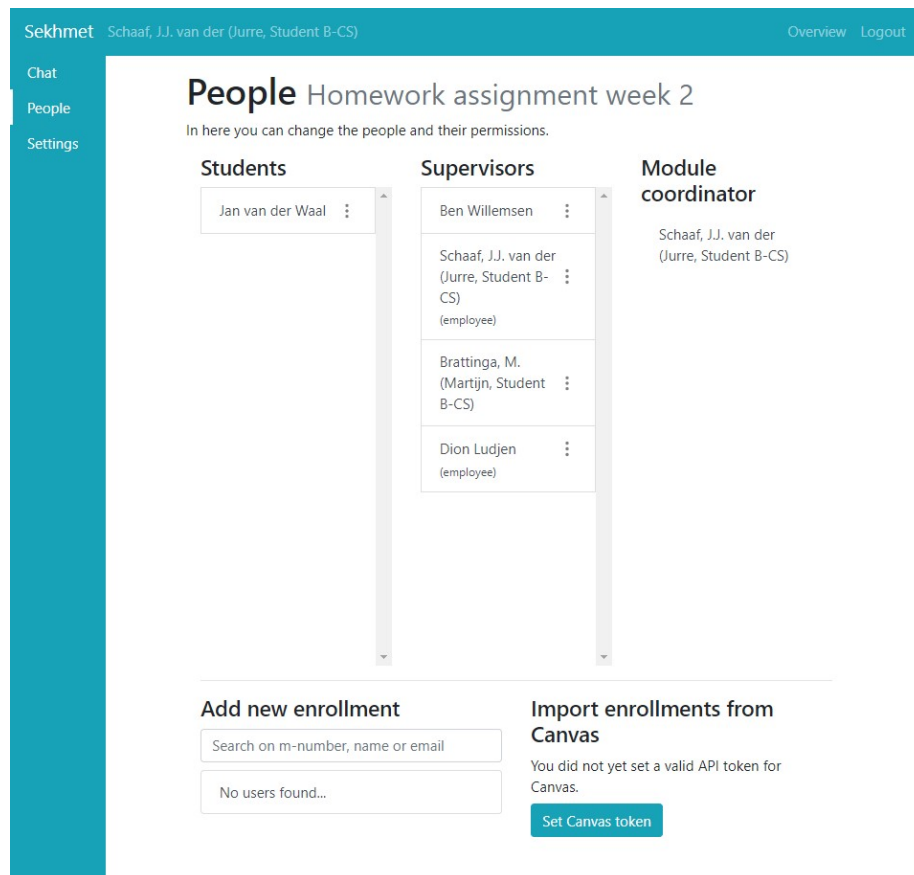 Sekhmet Schaaf, J.J. van der (Jurre, Student B-CS) Overview Logout
Chat
People
Settings
People Homework assignment week 2
In here you can change the people and their permissions.
Students
Jan van der Waal
Supervisors
Ben Willemsen
Schaaf, J.J. van der
(Jurre, Student B-
CS)
(employee)
Brattinga, M.
(Martijn, Student
B-CS)
Dion Ludjen
(employee)
Module
coordinator
Schaaf, J.J. van der
(Jurre, Student B-CS)
Add new enrollment
Search on m-number, name or email
No users found...
Import enrollments from
Canvas
You did not yet set a valid API token for
Canvas.
Set Canvas token